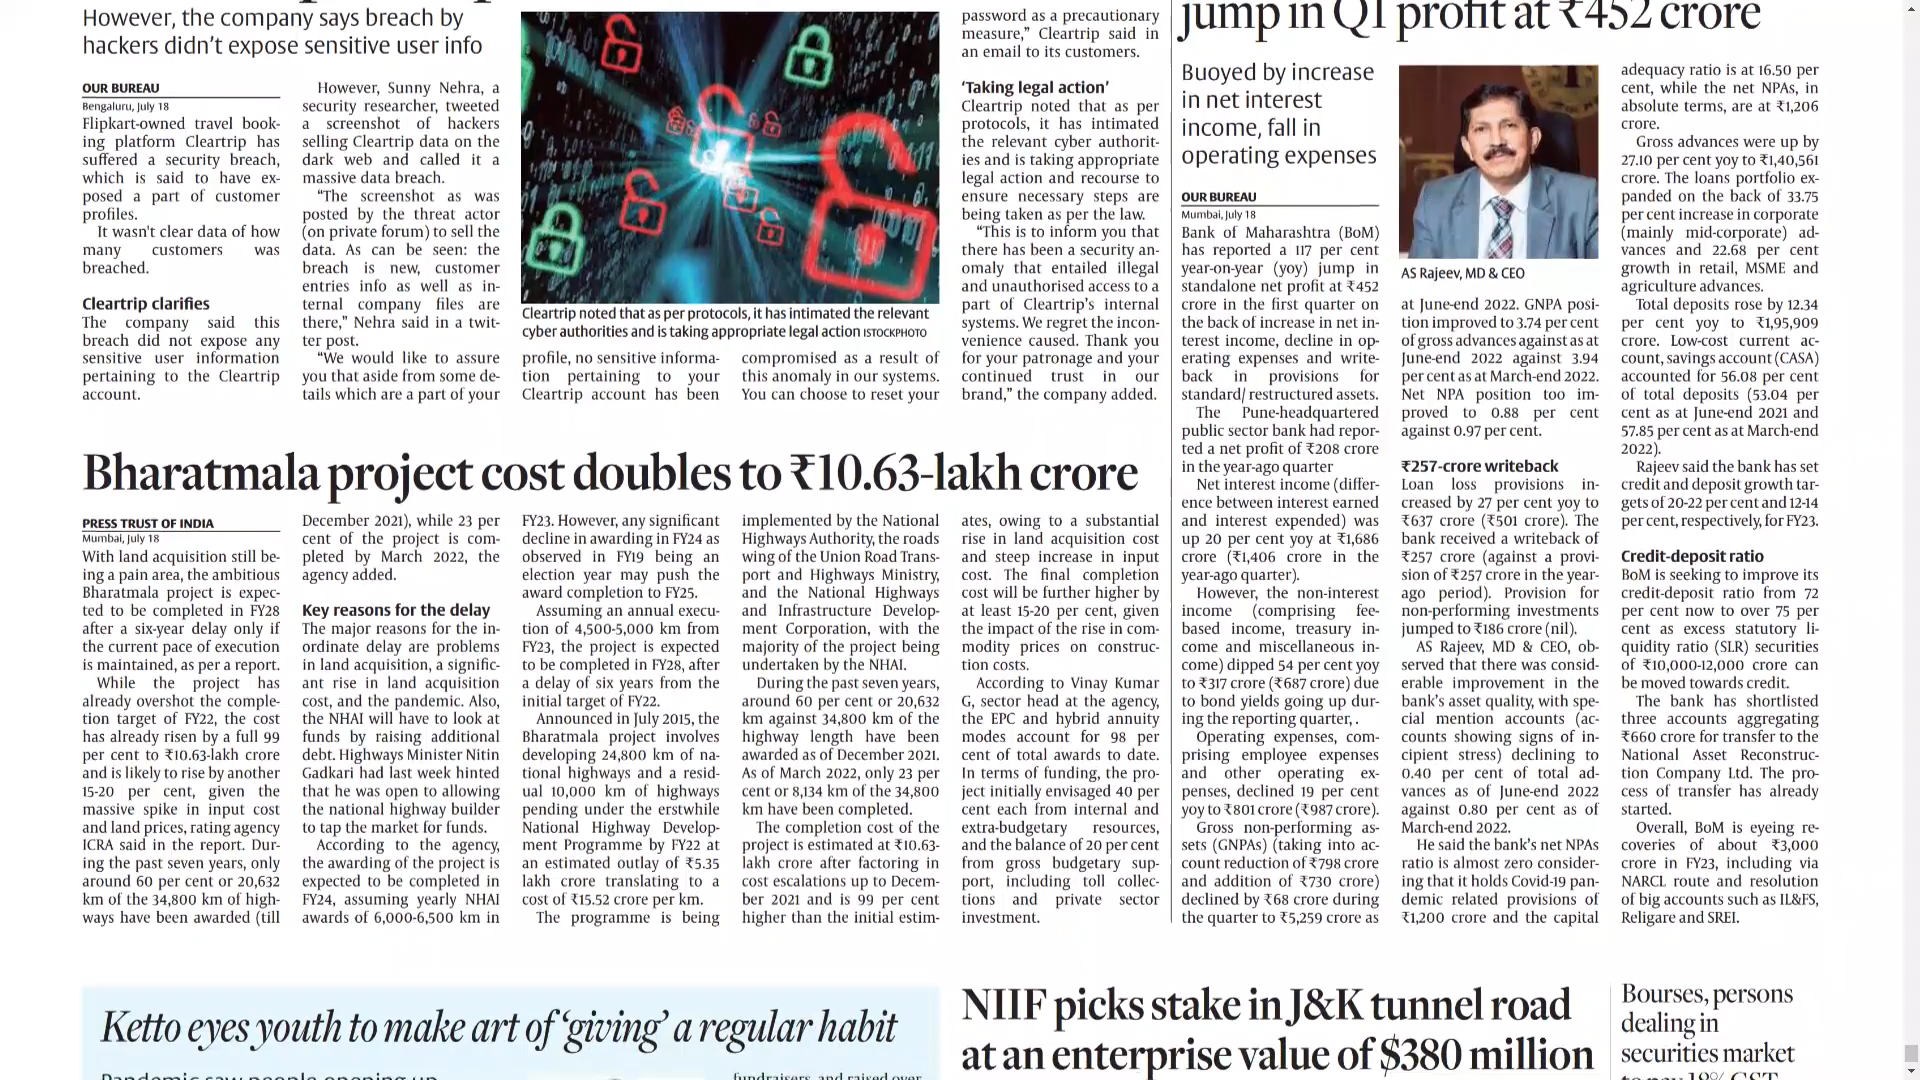 However, the company says breach by
hackers didn’t expose sensitive user info
OUR BUREAU
Bengaluru, July 18
Flipkart-owned travel book-
ing platform Cleartrip has
suffered a security breach,
which is said to have ex-
posed a part of customer
profiles.
It wasn't clear data of how
many customers was
breached.
Cleartrip clarifies
The company said this
breach did not expose any
sensitive user information
pertaining to the Cleartrip
account.
However, Sunny Nehra, a
security researcher, tweeted
a screenshot of hackers
selling Cleartrip data on the
dark web and called it a
massive data breach.
“The screenshot as was
posted by the threat actor
(on private forum) to sell the
data. As can be seen: the
breach is new, customer
entries info as well as in-
ternal company files are
there,” Nehra said in a twit-
ter post.
“We would like to assure
you that aside from some de-
tails which are a part of your
Cleartrip noted that as per protocols, it has intimated the relevant
cyber authorities and is taking appropriate legal action ISTOCKPHOTO
profile, no sensitive informa-
tion pertaining to your
Cleartrip account has been
compromised as a result of
this anomaly in our systems.
You can choose to reset your
password as a precautionary
measure,” Cleartrip said in
an email to its customers.
‘Taking legal action’
Cleartrip noted that as per
protocols, it has intimated
the relevant cyber authorit-
ies and is taking appropriate
legal action and recourse to
ensure necessary steps are
being taken as per the law.
“This is to inform you that
there has been a security an-
omaly that entailed illegal
and unauthorised access to a
part of Cleartrip’s internal
systems. We regret the incon-
venience caused. Thank you
for your patronage and your
continued trust in our
brand,” the company added.
jump in Q1 profit at ₹452 crore
Buoyed by increase
in net interest
income, fall in
operating expenses
OUR BUREAU
Mumbai, July 18
Bank of Maharashtra (BoM)
has reported a 117 per cent
year-on-year (yoy) jump in
standalone net profit at ₹452
crore in the first quarter on
the back of increase in net in-
terest income, decline in op-
erating expenses and write-
back in provisions for
standard/ restructured assets.
The Pune-headquartered
public sector bank had repor-
ted a net profit of ₹208 crore
in the year-ago quarter
Net interest income (differ-
ence between interest earned
and interest expended) was
up 20 per cent yoy at ₹1,686
crore (₹1,406 crore in the
year-ago quarter).
However, the non-interest
income (comprising fee-
based income, treasury in-
come and miscellaneous in-
come) dipped 54 per cent yoy
to ₹317 crore (₹687 crore) due
to bond yields going up dur-
ing the reporting quarter, .
Operating expenses, com-
prising employee expenses
and other operating ex-
penses, declined 19 per cent
yoy to ₹801 crore (₹987 crore).
Gross non-performing as-
sets (GNPAs) (taking into ac-
count reduction of ₹798 crore
and addition of ₹730 crore)
declined by ₹68 crore during
the quarter to ₹5,259 crore as
AS Rajeev, MD & CEO
at June-end 2022. GNPA posi-
tion improved to 3.74 per cent
of gross advances against as at
June-end 2022 against 3.94
per cent as at March-end 2022.
Net NPA position too im-
proved to 0.88 per cent
against 0.97 per cent.
₹257-crore writeback
Loan loss provisions in-
creased by 27 per cent yoy to
₹637 crore (₹501 crore). The
bank received a writeback of
₹257 crore (against a provi-
sion of ₹257 crore in the year-
ago period). Provision for
non-performing investments
jumped to ₹186 crore (nil).
AS Rajeev, MD & CEO, ob-
served that there was consid-
erable improvement in the
bank’s asset quality, with spe-
cial mention accounts (ac-
counts showing signs of in-
cipient stress) declining to
0.40 per cent of total ad-
vances as of June-end 2022
against 0.80 per cent as of
March-end 2022.
He said the bank’s net NPAs
ratio is almost zero consider-
ing that it holds Covid-19 pan-
demic related provisions of
₹1,200 crore and the capital
adequacy ratio is at 16.50 per
cent, while the net NPAs, in
absolute terms, are at ₹1,206
crore.
Gross advances were up by
27.10 per cent yoy to ₹1,40,561
crore. The loans portfolio ex-
panded on the back of 33.75
per cent increase in corporate
(mainly mid-corporate) ad-
vances and 22.68 per cent
growth in retail, MSME and
agriculture advances.
Total deposits rose by 12.34
per cent yoy to ₹1,95,909
crore. Low-cost current ac-
count, savings account (CASA)
accounted for 56.08 per cent
of total deposits (53.04 per
cent as at June-end 2021 and
57.85 per cent as at March-end
2022).
Rajeev said the bank has set
credit and deposit growth tar-
gets of 20-22 per cent and 12-14
per cent, respectively, for FY23.
Credit-deposit ratio
BoM is seeking to improve its
credit-deposit ratio from 72
per cent now to over 75 per
cent as excess statutory li-
quidity ratio (SLR) securities
of ₹10,000-12,000 crore can
be moved towards credit.
The bank has shortlisted
three accounts aggregating
₹660 crore for transfer to the
National Asset Reconstruc-
tion Company Ltd. The pro-
cess of transfer has already
started.
Overall, BoM is eyeing re-
coveries of about ₹3,000
crore in FY23, including via
NARCL route and resolution
of big accounts such as IL&FS,
Religare and SREI.
Bharatmala project cost doubles to ₹10.63-lakh crore
PRESS TRUST OF INDIA
Mumbai, July 18
With land acquisition still be-
ing a pain area, the ambitious
Bharatmala project is expec-
ted to be completed in FY28
after a six-year delay only if
the current pace of execution
is maintained, as per a report.
While the project has
already overshot the comple-
tion target of FY22, the cost
has already risen by a full 99
per cent to ₹10.63-lakh crore
and is likely to rise by another
15-20 per cent, given the
massive spike in input cost
and land prices, rating agency
ICRA said in the report. Dur-
ing the past seven years, only
around 60 per cent or 20,632
km of the 34,800 km of high-
ways have been awarded (till
December 2021), while 23 per
cent of the project is com-
pleted by March 2022, the
agency added.
Key reasons for the delay
The major reasons for the in-
ordinate delay are problems
in land acquisition, a signific-
ant rise in land acquisition
cost, and the pandemic. Also,
the NHAI will have to look at
funds by raising additional
debt. Highways Minister Nitin
Gadkari had last week hinted
that he was open to allowing
the national highway builder
to tap the market for funds.
According to the agency,
the awarding of the project is
expected to be completed in
FY24, assuming yearly NHAI
awards of 6,000-6,500 km in
FY23. However, any significant
decline in awarding in FY24 as
observed in FY19 being an
election year may push the
award completion to FY25.
Assuming an annual execu-
tion of 4,500-5,000 km from
FY23, the project is expected
to be completed in FY28, after
a delay of six years from the
initial target of FY22.
Announced in July 2015, the
Bharatmala project involves
developing 24,800 km of na-
tional highways and a resid-
ual 10,000 km of highways
pending under the erstwhile
National Highway Develop-
ment Programme by FY22 at
an estimated outlay of ₹5.35
lakh crore translating to a
cost of ₹15.52 crore per km.
The programme is being
implemented by the National
Highways Authority, the roads
wing of the Union Road Trans-
port and Highways Ministry,
and the National Highways
and Infrastructure Develop-
ment Corporation, with the
majority of the project being
undertaken by the NHAI.
During the past seven years,
around 60 per cent or 20,632
km against 34,800 km of the
highway length have been
awarded as of December 2021.
As of March 2022, only 23 per
cent or 8,134 km of the 34,800
km have been completed.
The completion cost of the
project is estimated at ₹10.63-
lakh crore after factoring in
cost escalations up to Decem-
ber 2021 and is 99 per cent
higher than the initial estim-
ates, owing to a substantial
rise in land acquisition cost
and steep increase in input
cost. The final completion
cost will be further higher by
at least 15-20 per cent, given
the impact of the rise in com-
modity prices on construc-
tion costs.
According to Vinay Kumar
G, sector head at the agency,
the EPC and hybrid annuity
modes account for 98 per
cent of total awards to date.
In terms of funding, the pro-
ject initially envisaged 40 per
cent each from internal and
extra-budgetary resources,
and the balance of 20 per cent
from gross budgetary sup-
port, including toll collec-
tions and private sector
investment.
Ketto eyes youth to make art of ‘giving’ a regular habit
Pandemic saw people opening up
fundraisers, and raised over
NIIF picks stake in J&K tunnel road
at an enterprise value of $380 million
Bourses, persons
dealing in
securities market
to pay 18% GST